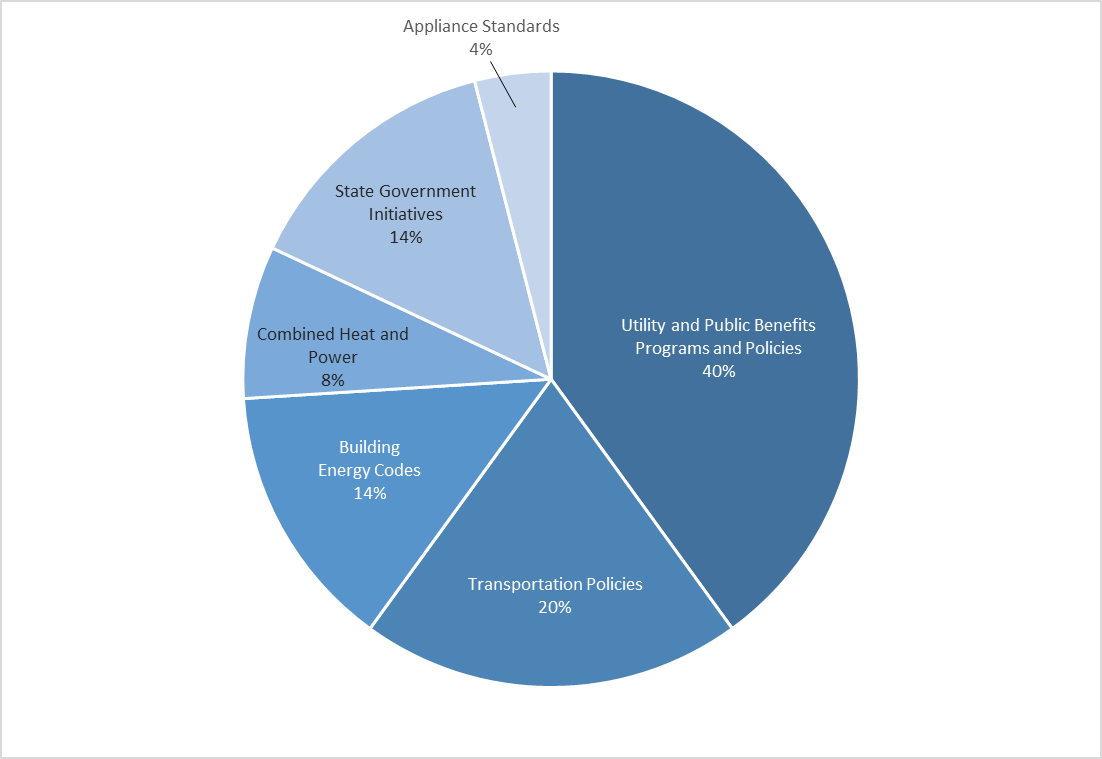 Appliance Standards
4%
State Government
Initiatives
14%
Utility and Public Benefits
Programs and Policies
40%
Combined Heat and
Power
8%
Building
Energy Codes
14%
Transportation Policies
20%